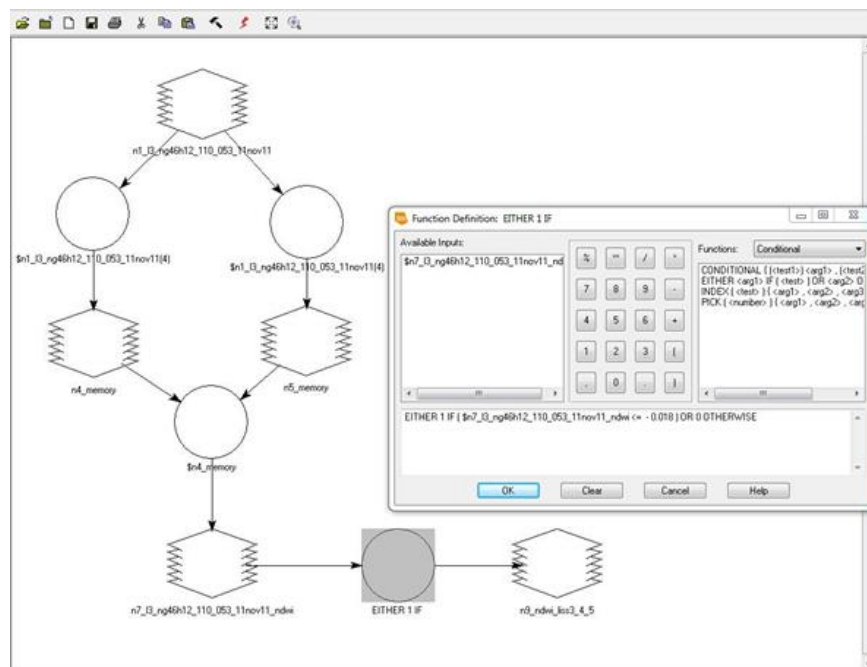 n1_l3_ng46h12_110_053_11nov11
$n1_l3_ng46h12_110_053_11nov11(4)
$n1_l3_ng46h12_110_053_11nov11(4)
n4_memory
n5_memory
$n4_memory
n7_l3_ng46h12_110_053_11nov11_ndwi
EITHER 1 IF
n9_ndwi_liss3_4_5
Function Definition: EITHER 1 IF
Available Inputs:
$n7_l3_ng46h12_110_053_11nov11_nd
7 8 9 -
4 5 6 +
1 2 3 (
, 0 . )
Functions: Conditional
CONDITIONAL { (<test1>) <arg1> , (<test2
EITHER <arg1> IF ( <test> ) OR <arg2> O
INDEX ( <test> ) { <arg1> , <arg2> , <arg3
PICK ( <number> ) { <arg1> , <arg2> , <arg
EITHER 1 IF ( $n7_l3_ng46h12_110_053_11nov11_ndwi <= - 0.018 ) OR 0 OTHERWISE
OK Clear Cancel Help